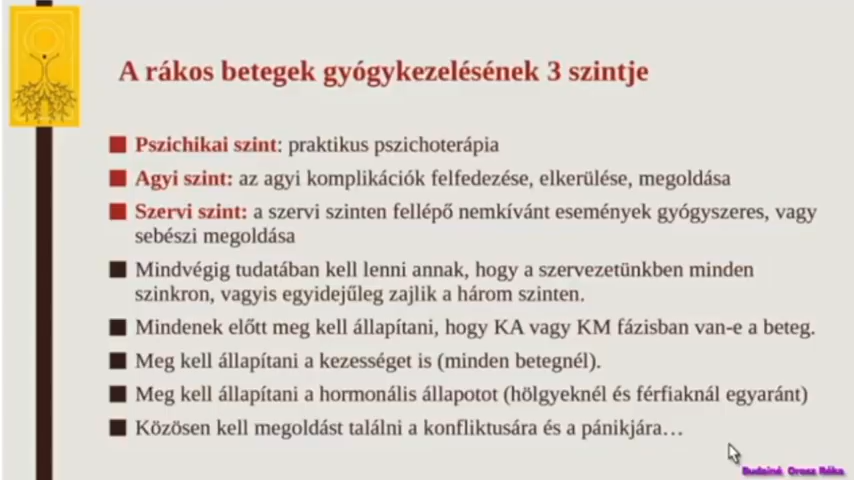 A rákos betegek gyógykezelésének 3 szintje
Pszichikai szint: praktikus pszichoterápia
Agyi szint: az agyi komplikációk felfedezése, elkerülése, megoldása
Szervi szint: a szervi szinten fellépő nemkívánt események gyógyszeres, vagy
sebészi megoldása
Mindvégig tudatában kell lenni annak, hogy a szervezetünkben minden
szinkron, vagyis egyidejűleg zajlik a három szinten.
Mindenek előtt meg kell állapítani, hogy KA vagy KM fázisban van-e a beteg.
Meg kell állapítani a kezességet is (minden betegnél).
Meg kell állapítani a hormonális állapotot (hölgyeknél és férfiaknál egyaránt)
Közösen kell megoldást találni a konfliktusára és a pánikjára…
Budainé Orosz Réka